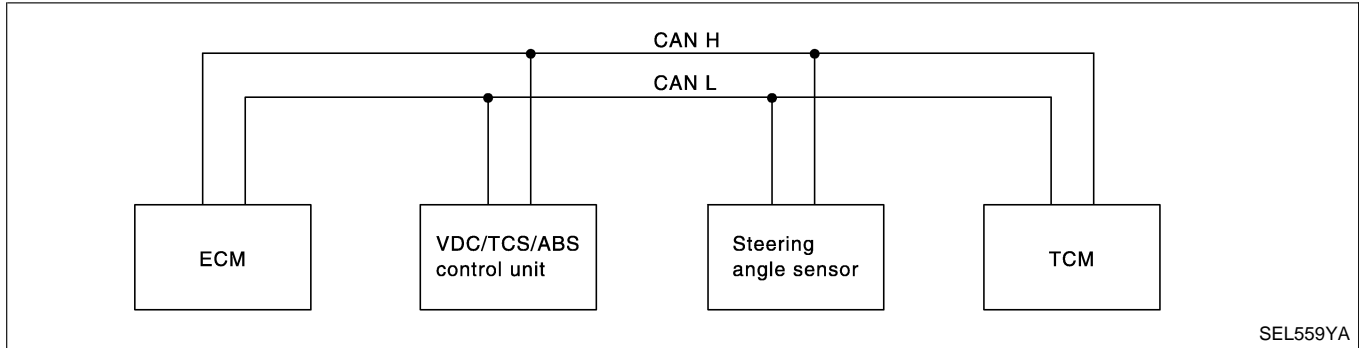 CAN H
CAN L
ECM
VDC/TCS/ABS
control unit
Steering
angle sensor
TCM
SEL559YA